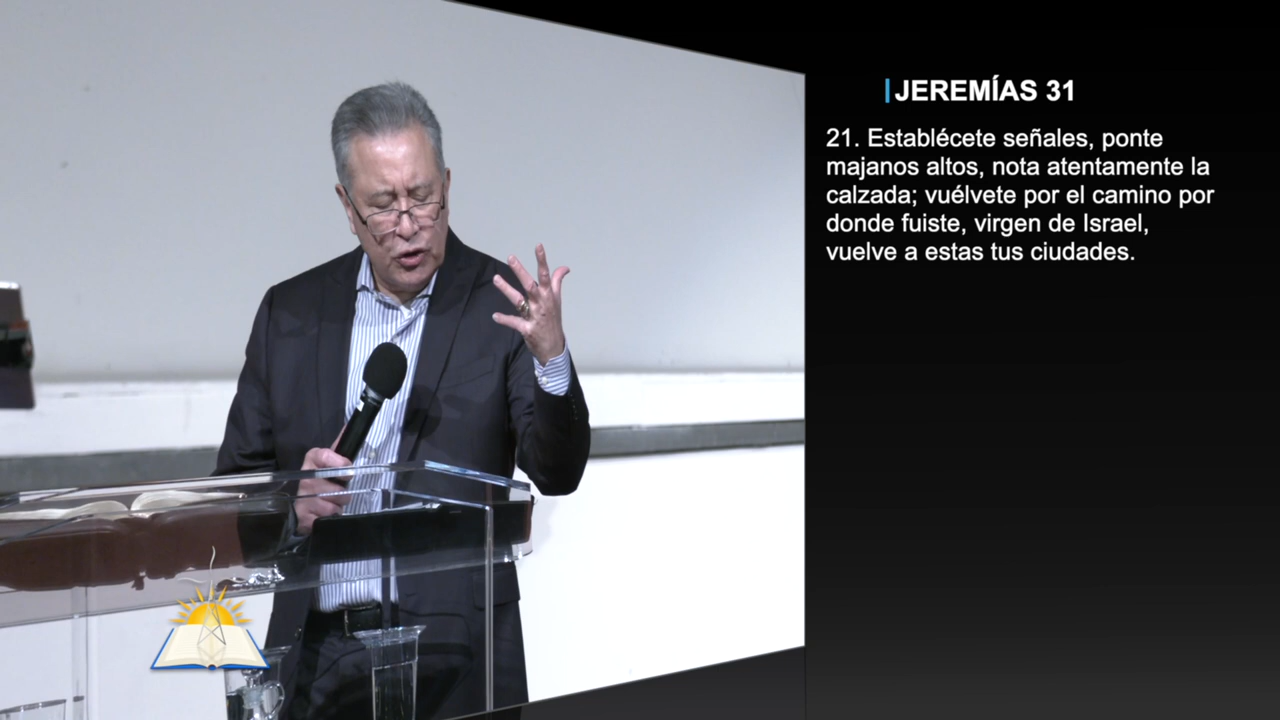 JEREMÍAS 31
21. Establécete señales, ponte
majanos altos, nota atentamente la
calzada; vuélvete por el camino por
donde fuiste, virgen de Israel,
vuelve a estas tus ciudades.